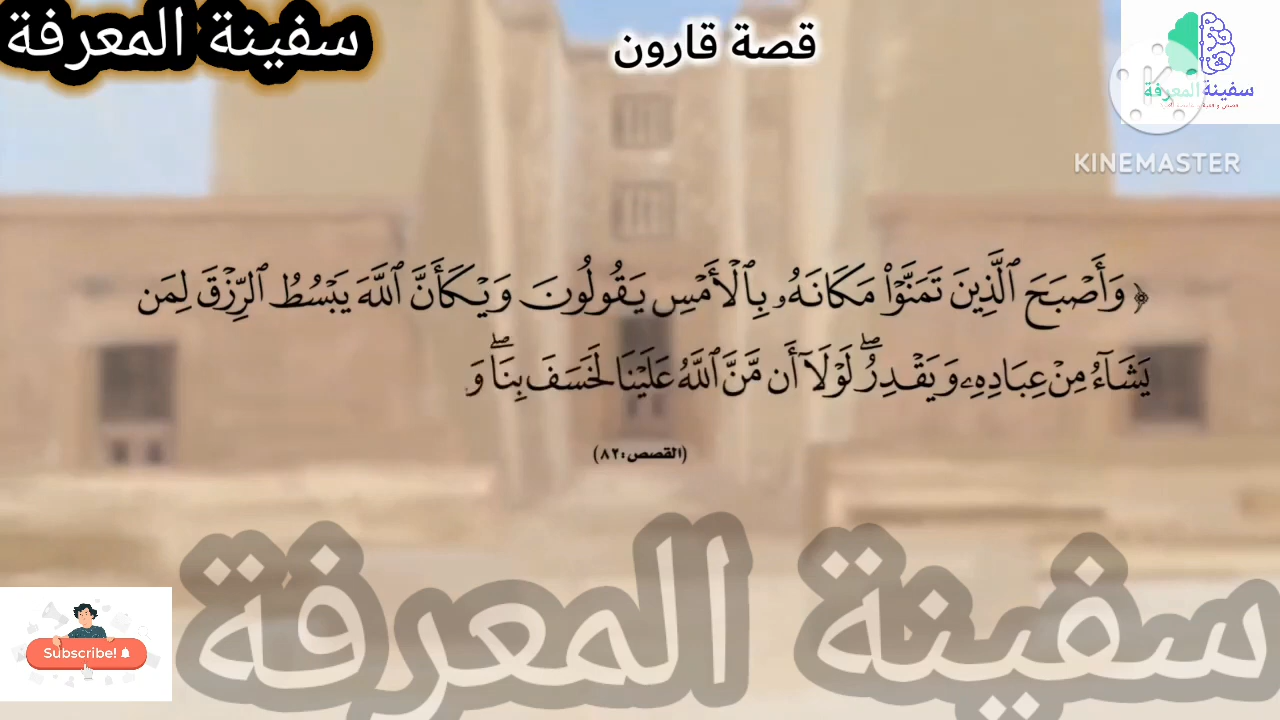 سفينة المعرفة
قصة قارون
سفينة المعرفة
KINEMASTER
﴿ وَأَصْبَحَ ٱلَّذِينَ تَمَنَّوْا۟ مَكَانَهُۥ بِٱلْأَمْسِ يَقُولُونَ وَيْكَأَنَّ ٱللَّهَ يَبْسُطُ ٱلرِّزْقَ لِمَن
يَشَآءُ مِنْ عِبَادِهِۦ وَيَقْدِرُ ۖ لَوْلَآ أَن مَّنَّ ٱللَّهُ عَلَيْنَا لَخَسَفَ بِنَا ۖ وَ
(القصص: ٨٢)
سفينة المعرفة
Subscribe!